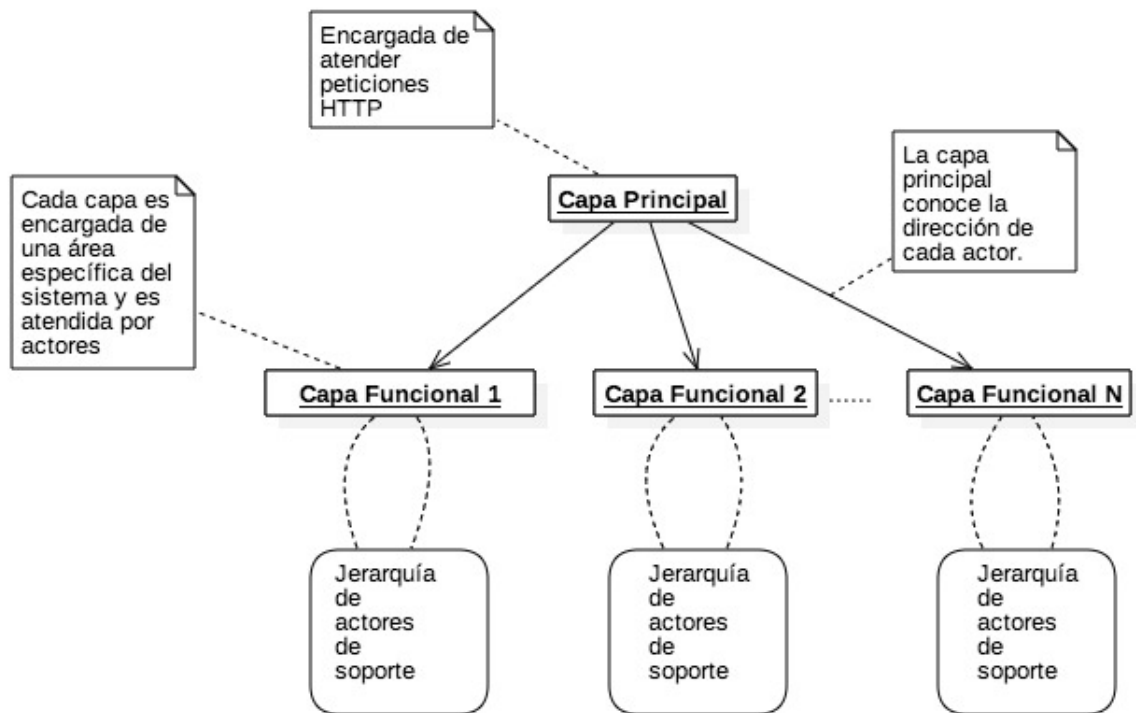 Encargada de
atender
peticiones
HTTP
La capa
principal
conoce la
dirección de
cada actor.
Capa Principal
Cada capa es
encargada de
una área
específica del
sistema y es
atendida por
actores
Capa Funcional 1
Capa Funcional 2
Capa Funcional N
Jerarquía
de
actores
de
soporte
Jerarquía
de
actores
de
soporte
Jerarquía
de
actores
de
soporte